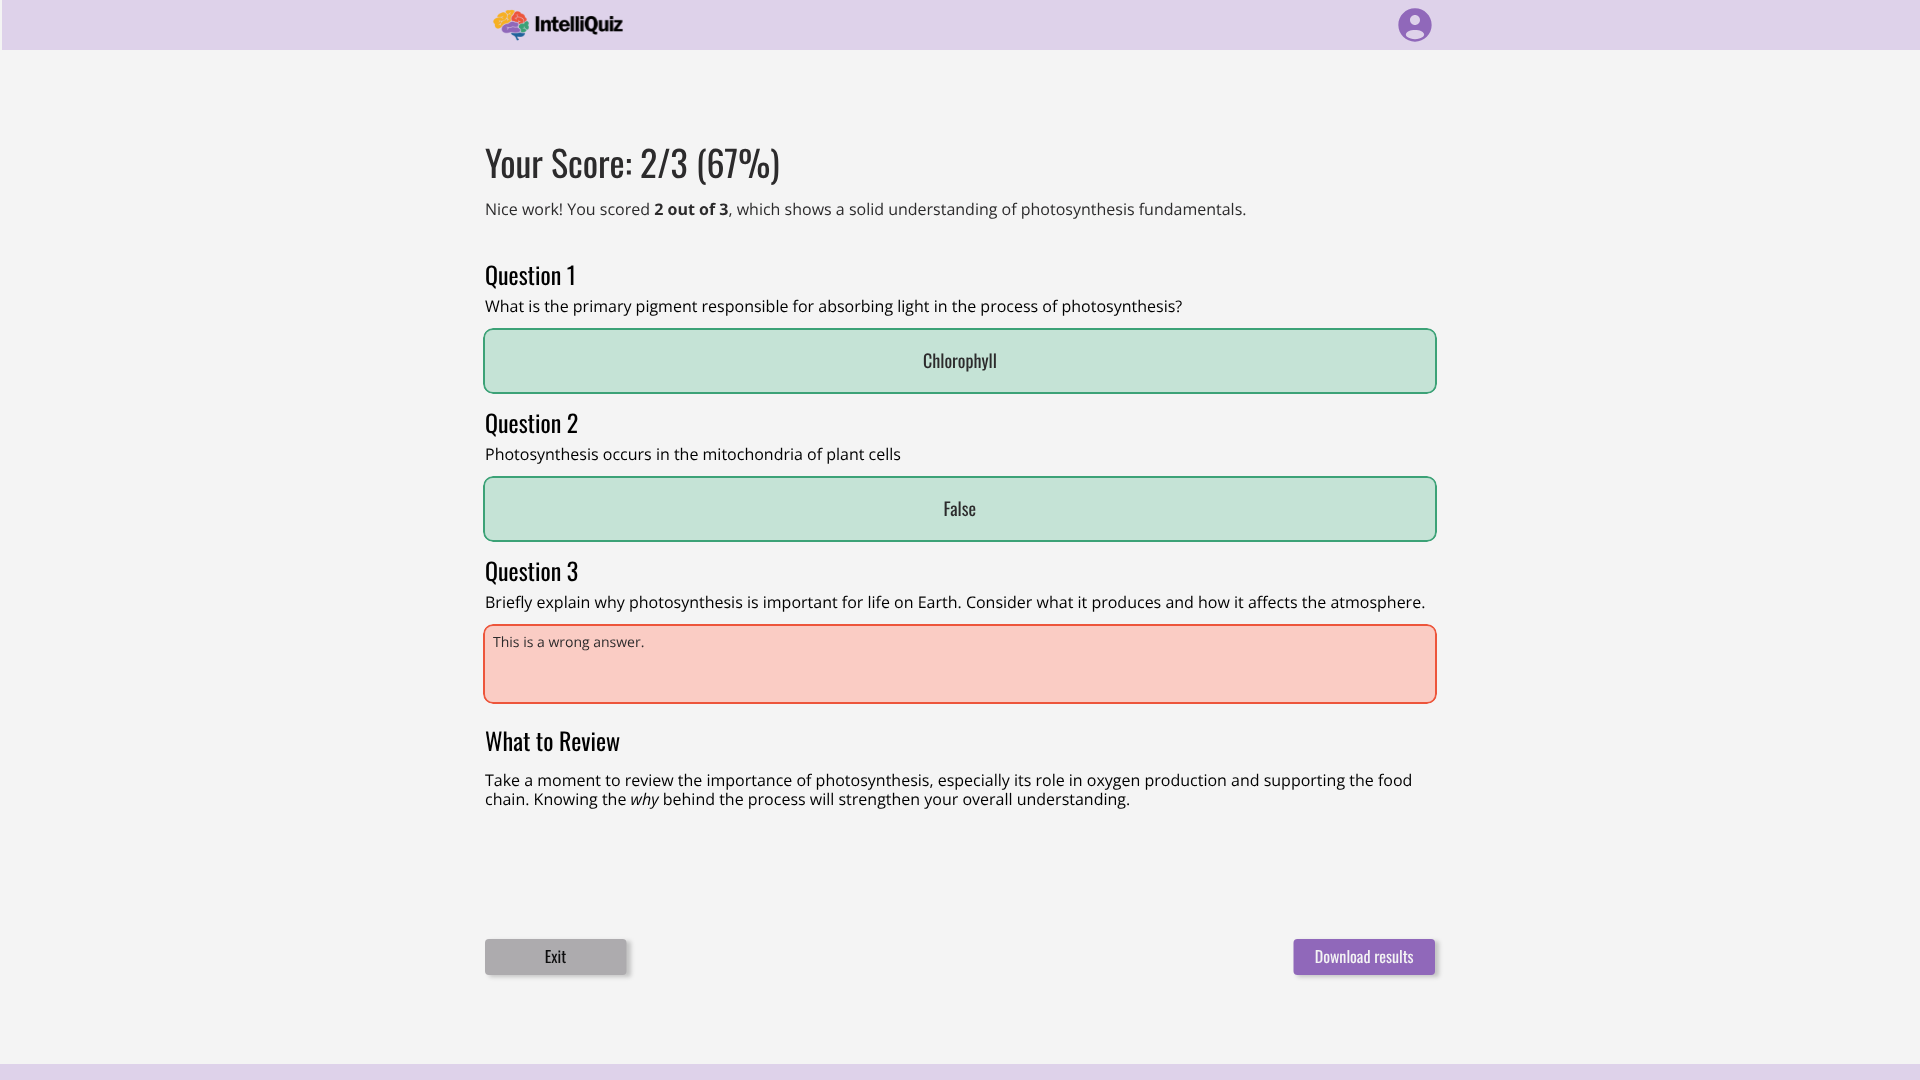 IntelliQuiz
Your Score: 2/3 (67%)
Nice work! You scored 2 out of 3, which shows a solid understanding of photosynthesis fundamentals.
Question 1
What is the primary pigment responsible for absorbing light in the process of photosynthesis?
Chlorophyll
Question 2
Photosynthesis occurs in the mitochondria of plant cells
False
Question 3
Briefly explain why photosynthesis is important for life on Earth. Consider what it produces and how it affects the atmosphere.
This is a wrong answer.
What to Review
Take a moment to review the importance of photosynthesis, especially its role in oxygen production and supporting the food
chain. Knowing the why behind the process will strengthen your overall understanding.
Exit
Download results